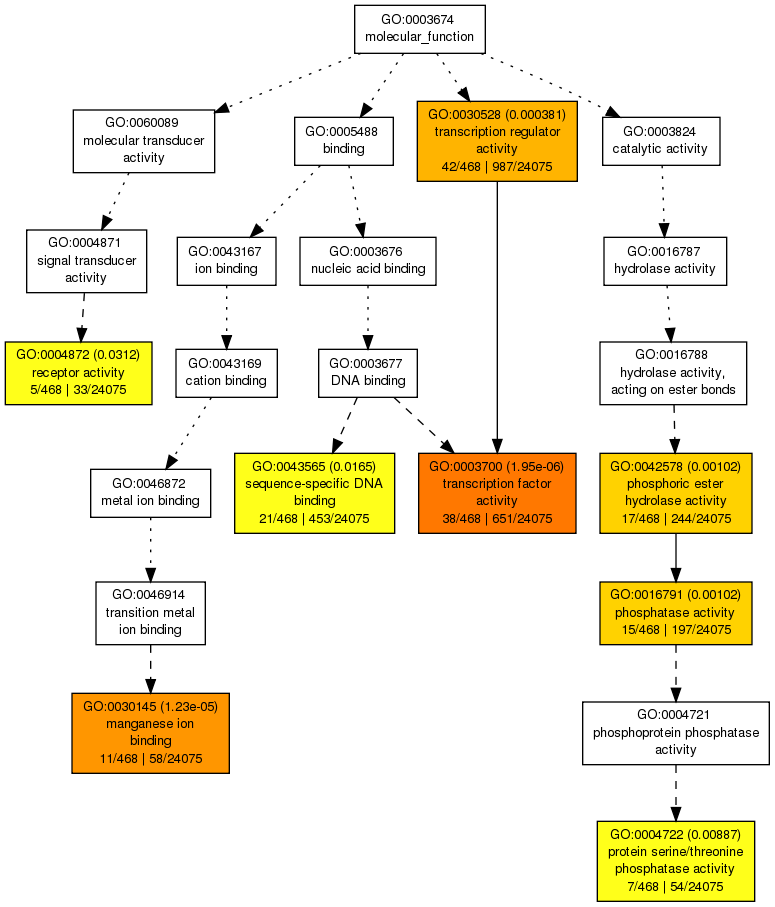 GO:0003674
molecular_function
GO:0060089
molecular transducer
activity
GO:0005488
binding
GO:0030528 (0.000381)
transcription regulator
activity
42/468 | 987/24075
GO:0003824
catalytic activity
GO:0004871
signal transducer
activity
GO:0043167
ion binding
GO:0003676
nucleic acid binding
GO:0016787
hydrolase activity
GO:0004872 (0.0312)
receptor activity
5/468 | 33/24075
GO:0043169
cation binding
GO:0003677
DNA binding
GO:0016788
hydrolase activity,
acting on ester bonds
GO:0046872
metal ion binding
GO:0043565 (0.0165)
sequence-specific DNA
binding
21/468 | 453/24075
GO:0003700 (1.95e-06)
transcription factor
activity
38/468 | 651/24075
GO:0042578 (0.00102)
phosphoric ester
hydrolase activity
17/468 | 244/24075
GO:0046914
transition metal
ion binding
GO:0016791 (0.00102)
phosphatase activity
15/468 | 197/24075
GO:0030145 (1.23e-05)
manganese ion
binding
11/468 | 58/24075
GO:0004721
phosphoprotein phosphatase
activity
GO:0004722 (0.00887)
protein serine/threonine
phosphatase activity
7/468 | 54/24075